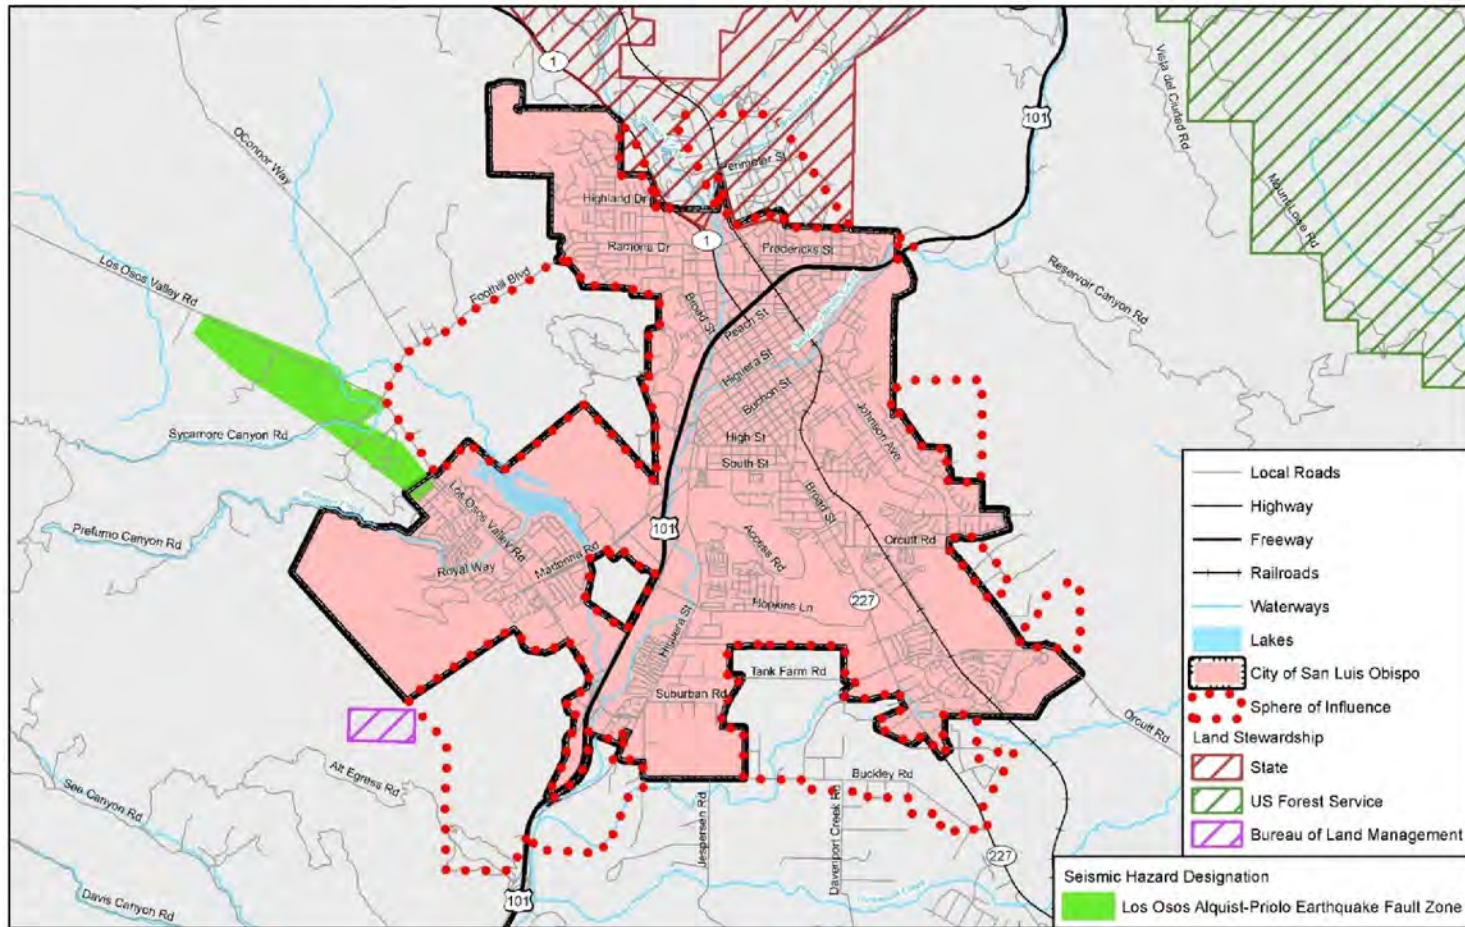 1
101
Vista del Ciudad Rd
OConnor Way
Perimeter St
Mount Lowe Rd
Highland Dr
1
Ramona Dr
Fredericks St
Los Osos Valley Rd
Foothill Blvd
Reservoir Canyon Rd
Broad St
Peach St
Higuera St
Buchon St
Johnson Ave
Sycamore Canyon Rd
High St
South St
Los Osos Valley Rd
Broad St
101
Prefumo Canyon Rd
Madonna Rd
Access Rd
Orcutt Rd
Royal Way
227
Hopkins Ln
Higuera St
Tank Farm Rd
Suburban Rd
Orcutt Rd
Alt Egress Rd
Buckley Rd
See Canyon Rd
Jespersen Rd
Davenport Creek Rd
227
Davis Canyon Rd
101
Local Roads
Highway
Freeway
Railroads
Waterways
Lakes
City of San Luis Obispo
Sphere of Influence
Land Stewardship
State
US Forest Service
Bureau of Land Management
Seismic Hazard Designation
Los Osos Alquist-Priolo Earthquake Fault Zone